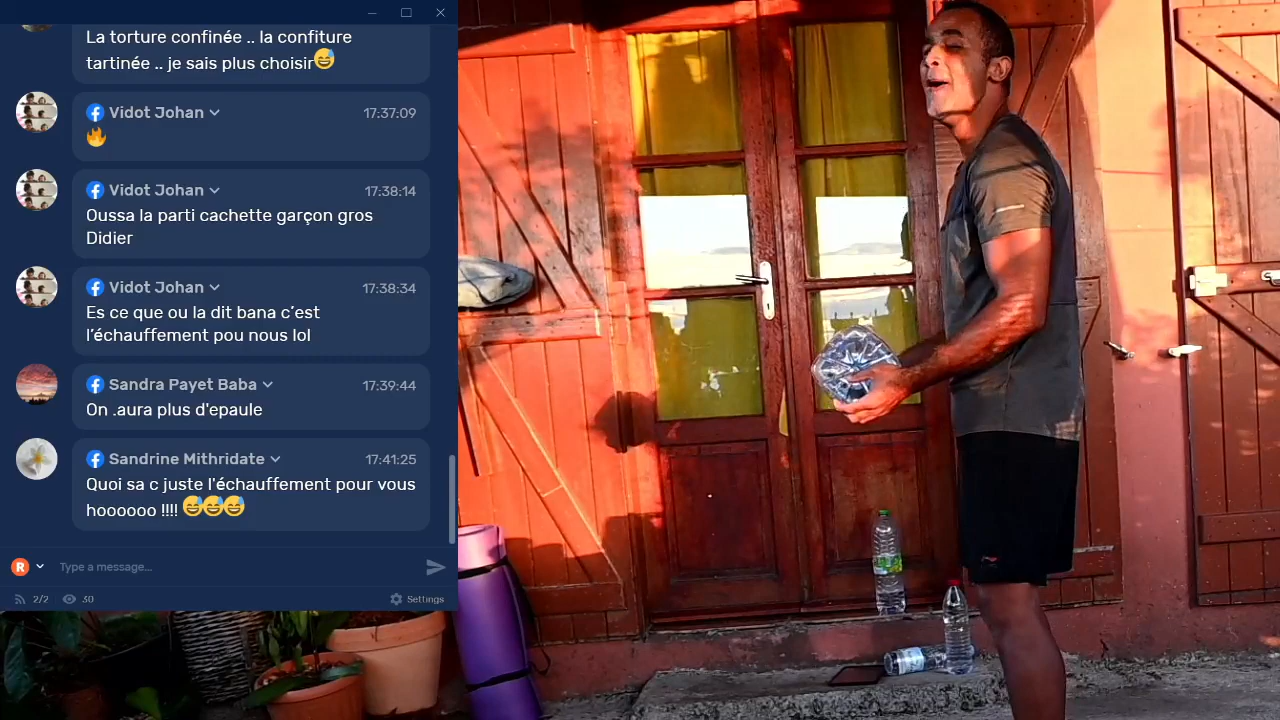 La torture confinée .. la confiture
tartinée .. je sais plus choisir😅
Vidot Johan 17:37:09
🔥
Vidot Johan 17:38:14
Oussa la parti cachette garçon gros
Didier
Vidot Johan 17:38:34
Es ce que ou la dit bana c’est
l’échauffement pou nous lol
Sandra Payet Baba 17:39:44
On .aura plus d'epaule
Sandrine Mithridate 17:41:25
Quoi sa c juste l'échauffement pour vous
hoooooo !!!! 😅😅😅
R Type a message...
2/2 30 Settings